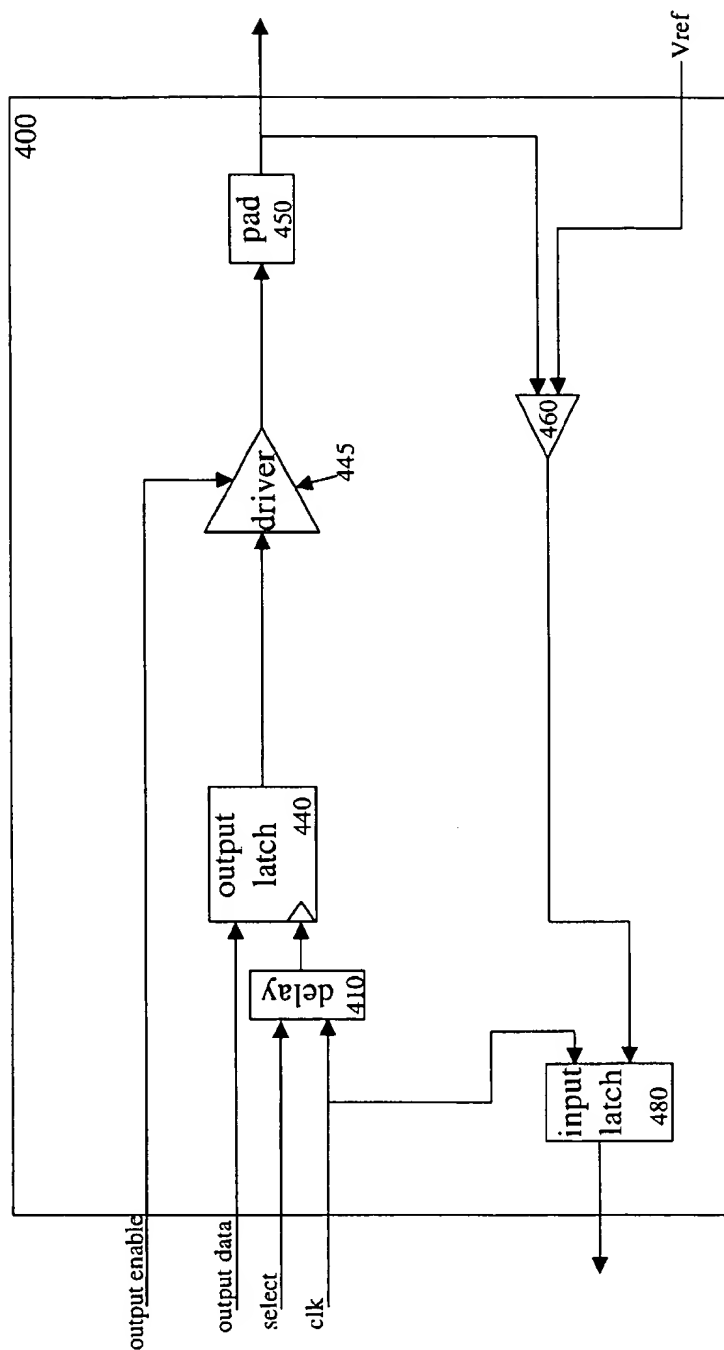 400
output enable
output data
select
clk
delay
410
output
latch
440
driver
445
pad
450
Vref
460
input
latch
480